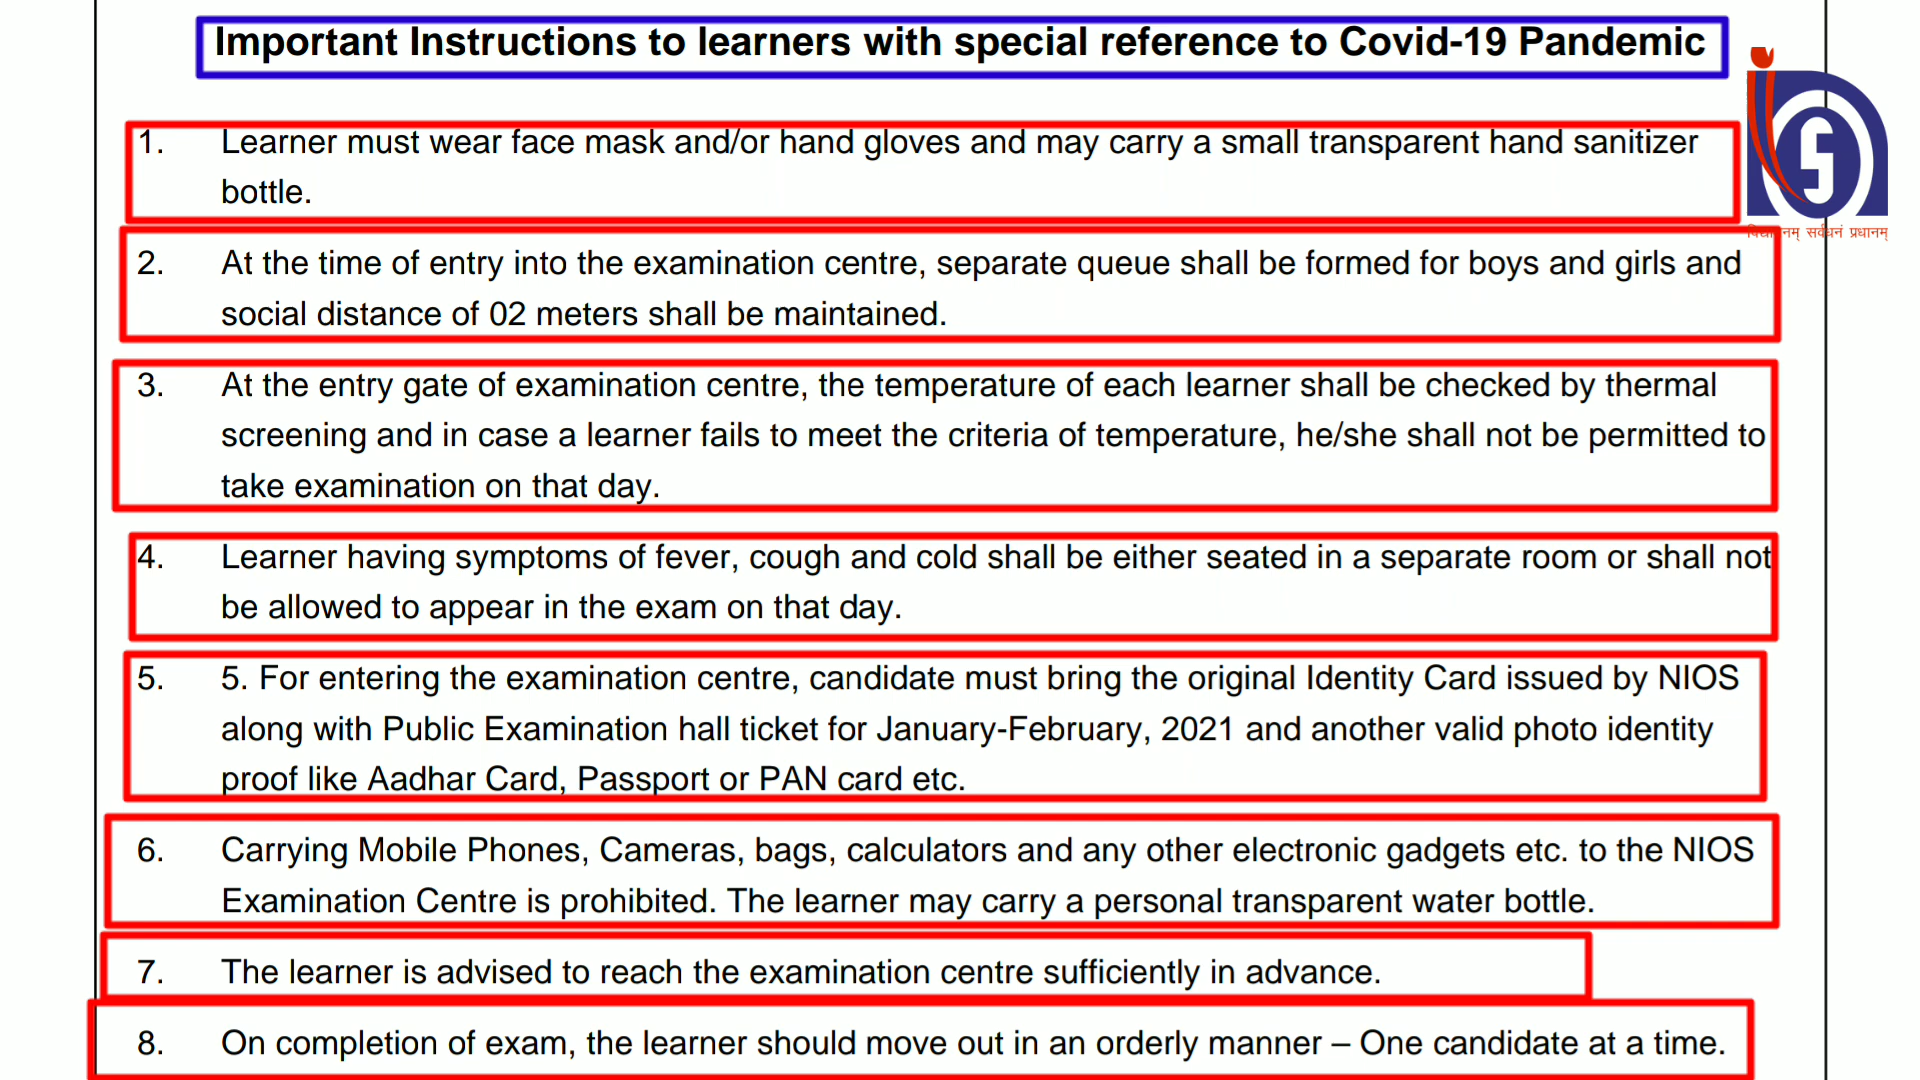 Important Instructions to learners with special reference to Covid-19 Pandemic
1. Learner must wear face mask and/or hand gloves and may carry a small transparent hand sanitizer
bottle.
2. At the time of entry into the examination centre, separate queue shall be formed for boys and girls and
social distance of 02 meters shall be maintained.
3. At the entry gate of examination centre, the temperature of each learner shall be checked by thermal
screening and in case a learner fails to meet the criteria of temperature, he/she shall not be permitted to
take examination on that day.
4. Learner having symptoms of fever, cough and cold shall be either seated in a separate room or shall not
be allowed to appear in the exam on that day.
5. 5. For entering the examination centre, candidate must bring the original Identity Card issued by NIOS
along with Public Examination hall ticket for January-February, 2021 and another valid photo identity
proof like Aadhar Card, Passport or PAN card etc.
6. Carrying Mobile Phones, Cameras, bags, calculators and any other electronic gadgets etc. to the NIOS
Examination Centre is prohibited. The learner may carry a personal transparent water bottle.
7. The learner is advised to reach the examination centre sufficiently in advance.
8. On completion of exam, the learner should move out in an orderly manner – One candidate at a time.
सर्वधनं प्रधानम्